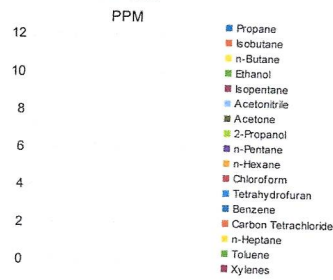 PPM
12
10
8
6
4
2
0
Propane
Isobutane
n-Butane
Ethanol
Isopentane
Acetonitrile
Acetone
2-Propanol
n-Pentane
n-Hexane
Chloroform
Tetrahydrofuran
Benzene
Carbon Tetrachloride
n-Heptane
Toluene
Xylenes